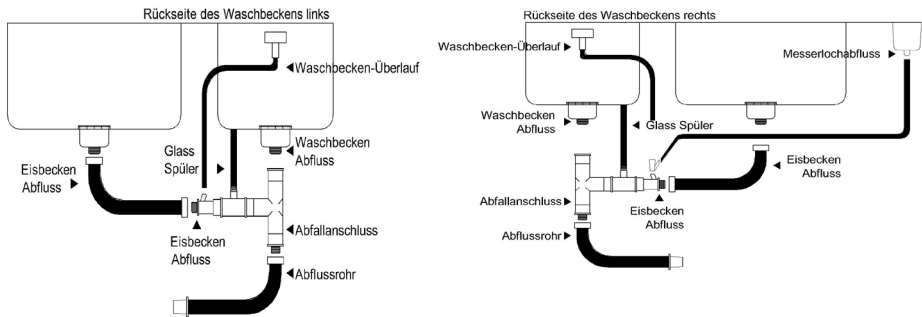 Rückseite des Waschbeckens links
Waschbecken-Überlauf
Glass
Spüler
Waschbecken
Abfluss
Eisbecken
Abfluss
Eisbecken
Abfluss
Abfallanschluss
Abflussrohr
Rückseite des Waschbeckens rechts
Waschbecken-Überlauf
Messerlochabfluss
Waschbecken
Abfluss
Glass Spüler
Eisbecken
Abfluss
Abfallanschluss
Eisbecken
Abfluss
Abflussrohr